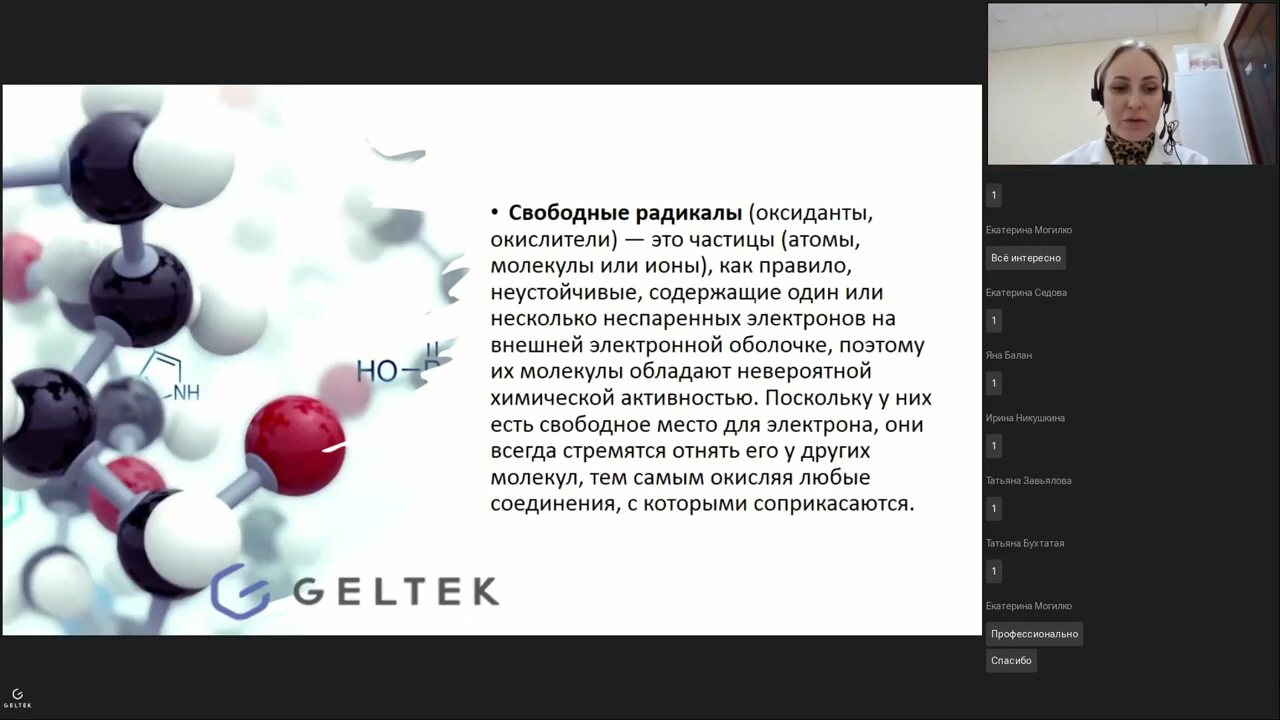 • Свободные радикалы (оксиданты,
окислители) — это частицы (атомы,
молекулы или ионы), как правило,
неустойчивые, содержащие один или
несколько неспаренных электронов на
внешней электронной оболочке, поэтому
их молекулы обладают невероятной
химической активностью. Поскольку у них
есть свободное место для электрона, они
всегда стремятся отнять его у других
молекул, тем самым окисляя любые
соединения, с которыми соприкасаются.
HO
NH
GELTEK
GELTEK
1
Екатерина Могилко
Всё интересно
Екатерина Седова
1
Яна Балан
1
Ирина Никушкина
1
Татьяна Завьялова
1
Татьяна Бухтатая
1
Екатерина Могилко
Профессионально
Спасибо